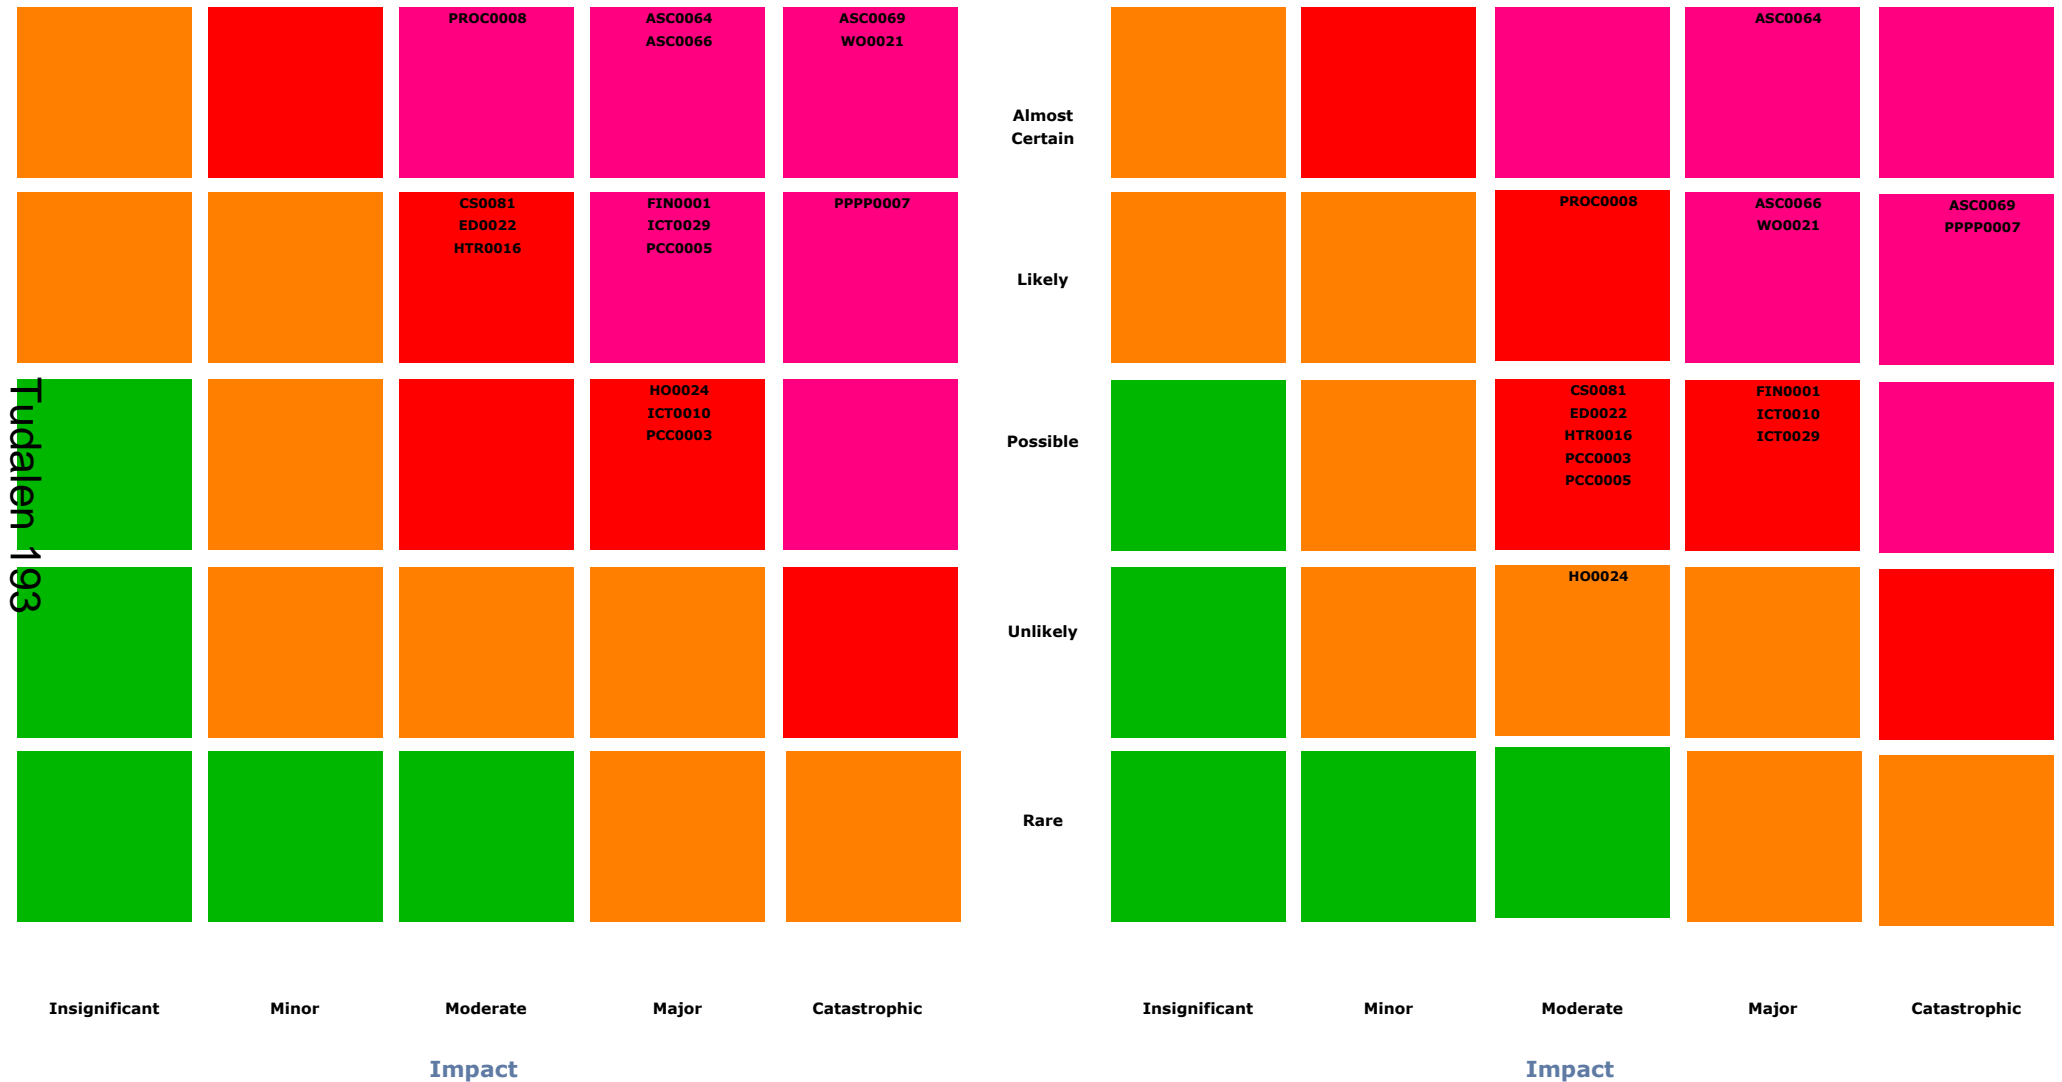 PROC0008
ASC0064
ASC0066
ASC0069
WO0021
CS0081
ED0022
HTR0016
FIN0001
ICT0029
PCC0005
PPPP0007
HO0024
ICT0010
PCC0003
Tudalen 193
Insignificant
Minor
Moderate
Major
Catastrophic
Impact
Almost
Certain
Likely
Possible
Unlikely
Rare
ASC0064
PROC0008
ASC0066
WO0021
ASC0069
PPPP0007
CS0081
ED0022
HTR0016
PCC0003
PCC0005
FIN0001
ICT0010
ICT0029
HO0024
Insignificant
Minor
Moderate
Major
Catastrophic
Impact